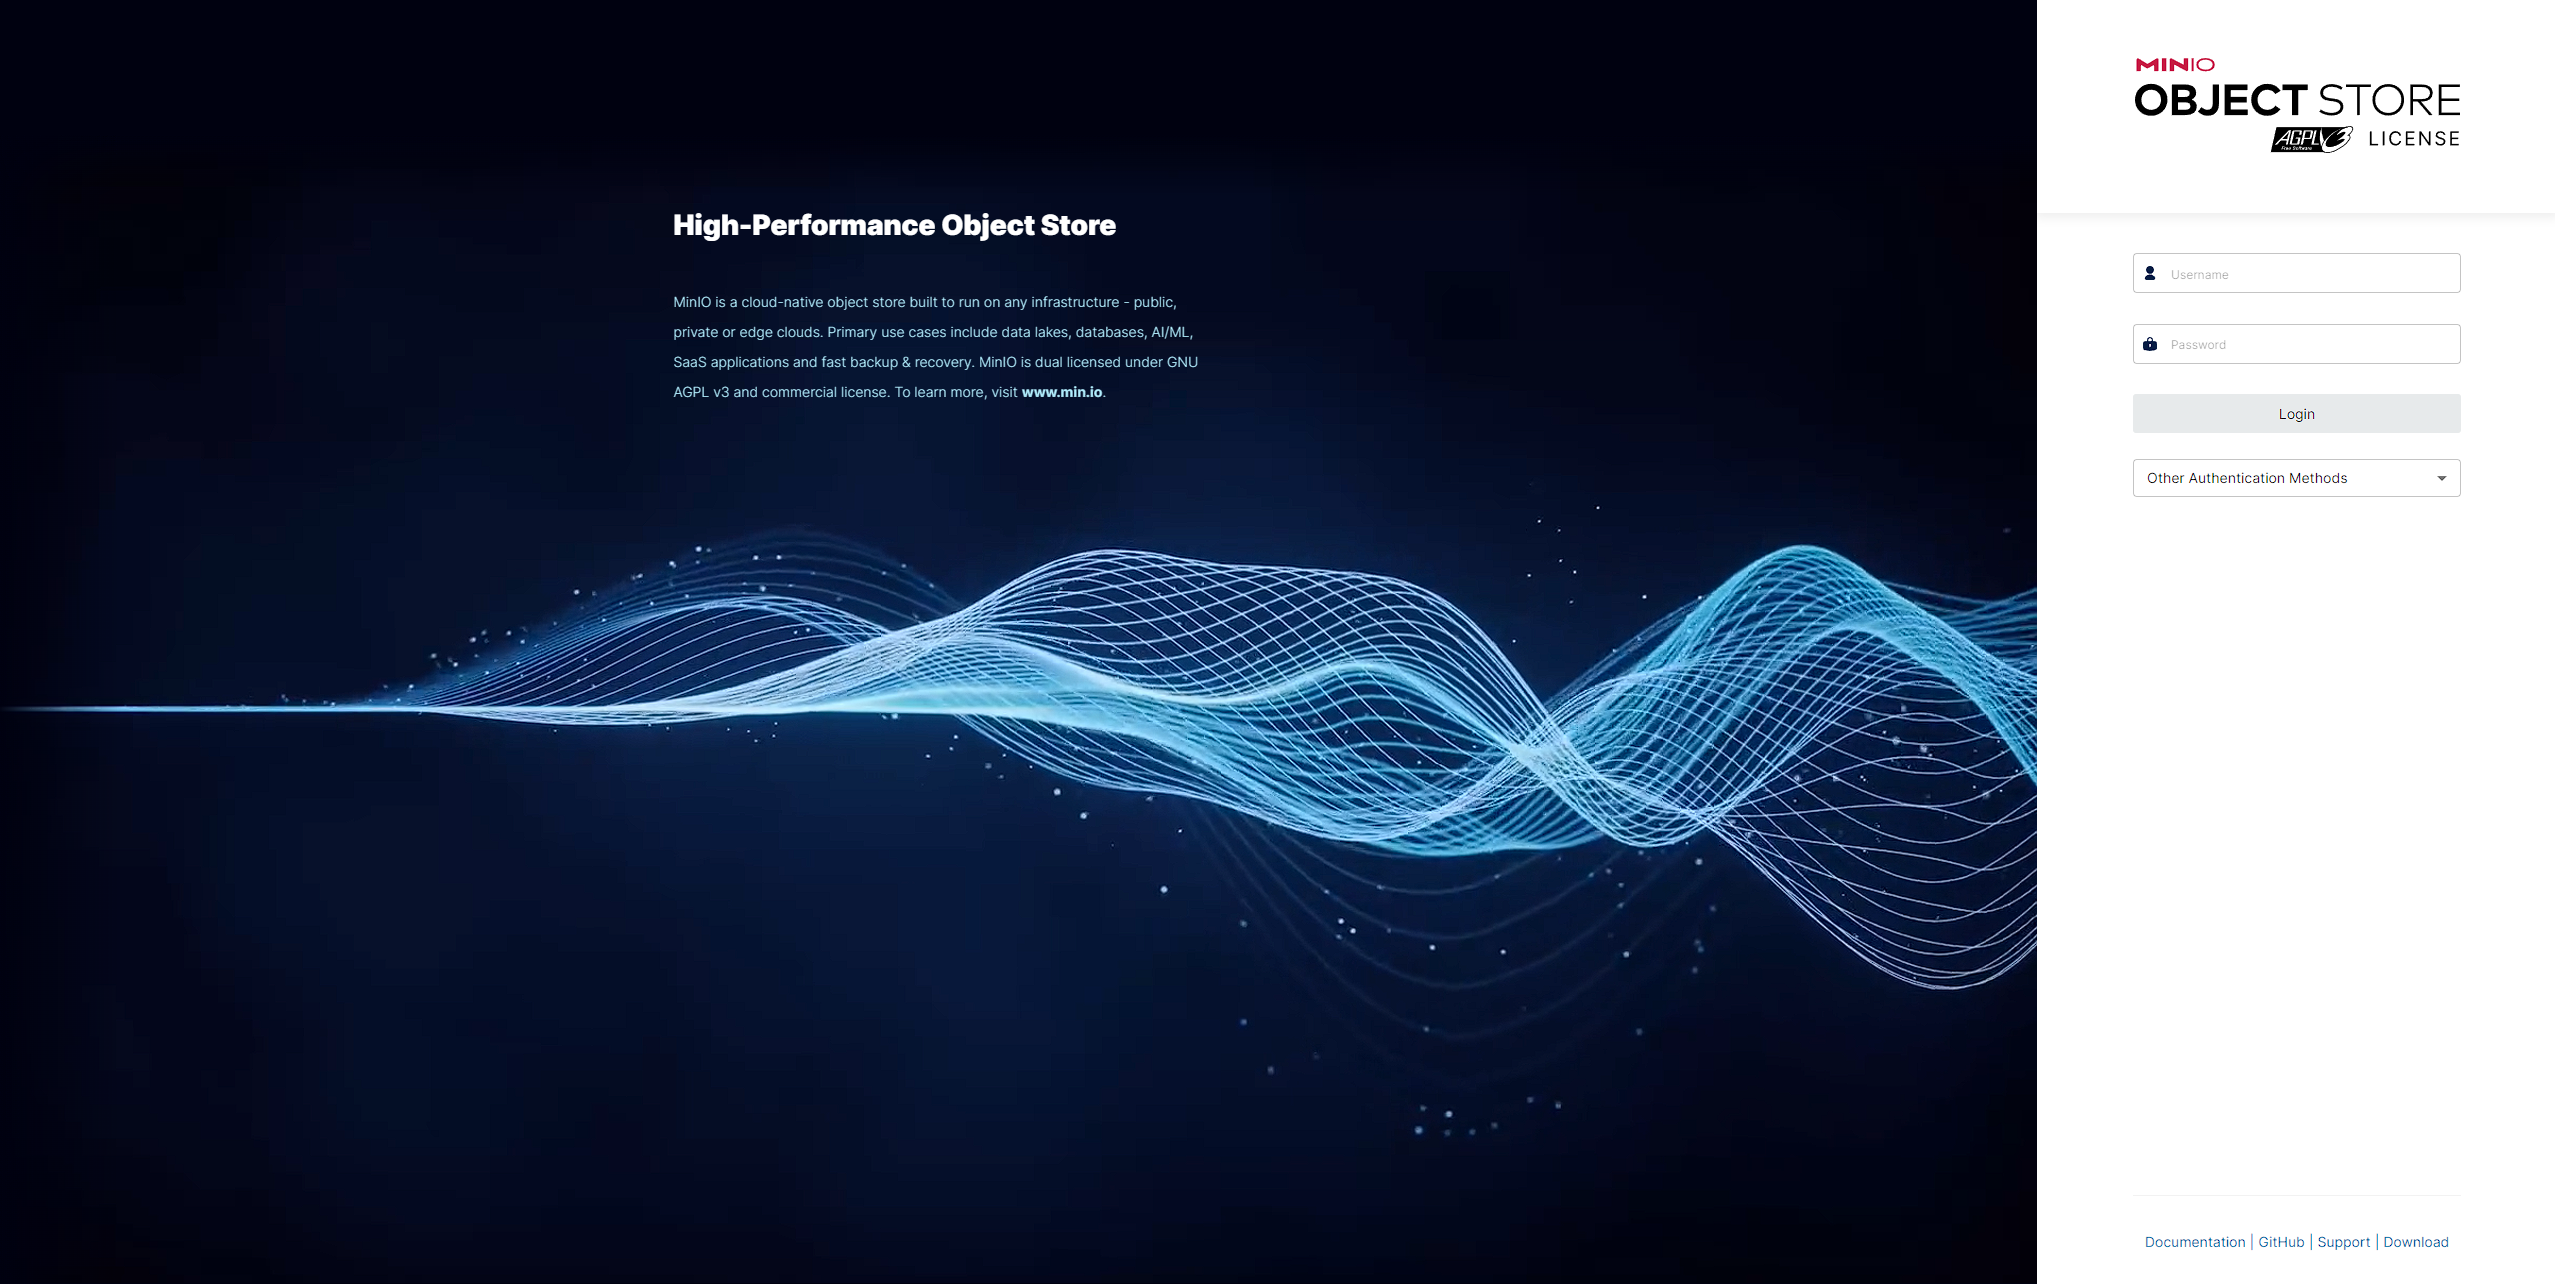 High-Performance Object Store
MinIO is a cloud-native object store built to run on any infrastructure - public,
private or edge clouds. Primary use cases include data lakes, databases, AI/ML,
SaaS applications and fast backup & recovery. MinIO is dual licensed under GNU
AGPL v3 and commercial license. To learn more, visit www.min.io.
MINIO
OBJECT STORE
AGPLv3 LICENSE
Free Software
Username
Password
Login
Other Authentication Methods
Documentation | GitHub | Support | Download